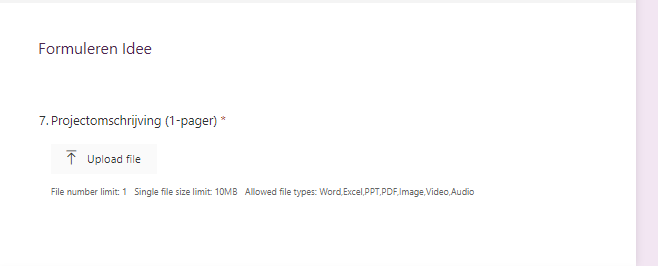 Formuleren Idee
7. Projectomschrijving (1-pager) *
Upload file
File number limit: 1 Single file size limit: 10MB Allowed file types: Word,Excel,PPT,PDF,Image,Video,Audio